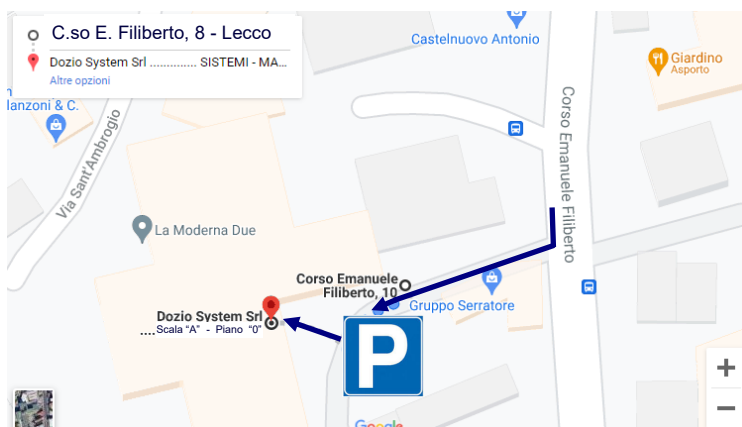 C.so E. Filiberto, 8 - Lecco
Dozio System Srl .............. SISTEMI - MA...
Altre opzioni
Castelnuovo Antonio
Giardino
Asporto
lanzoni & C.
Via Sant'Ambrogio
Corso Emanuele Filiberto
La Moderna Due
Corso Emanuele
Filiberto, 10
Gruppo Serratore
Dozio System Srl
....Scala “A” - Piano “0”
P
Google
+
−